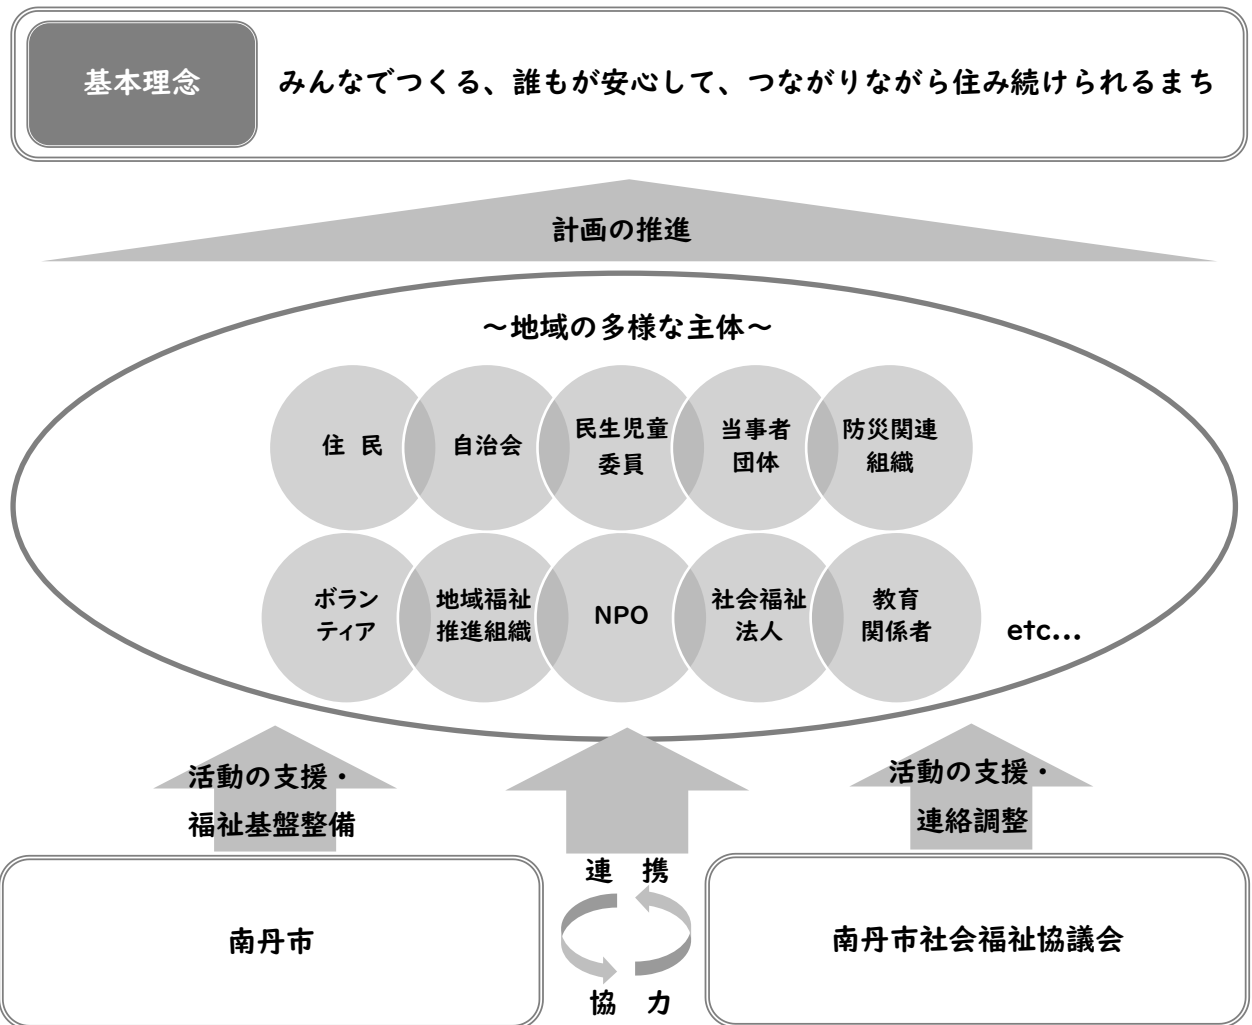 基本理念
みんなでつくる、誰もが安心して、つながりながら住み続けられるまち
計画の推進
～地域の多様な主体～
住 民
自治会
民生児童
委員
当事者
団体
防災関連
組織
ボラン
ティア
地域福祉
推進組織
NPO
社会福祉
法人
教育
関係者
etc...
活動の支援・
福祉基盤整備
活動の支援・
連絡調整
連 携
南丹市
南丹市社会福祉協議会
協 力